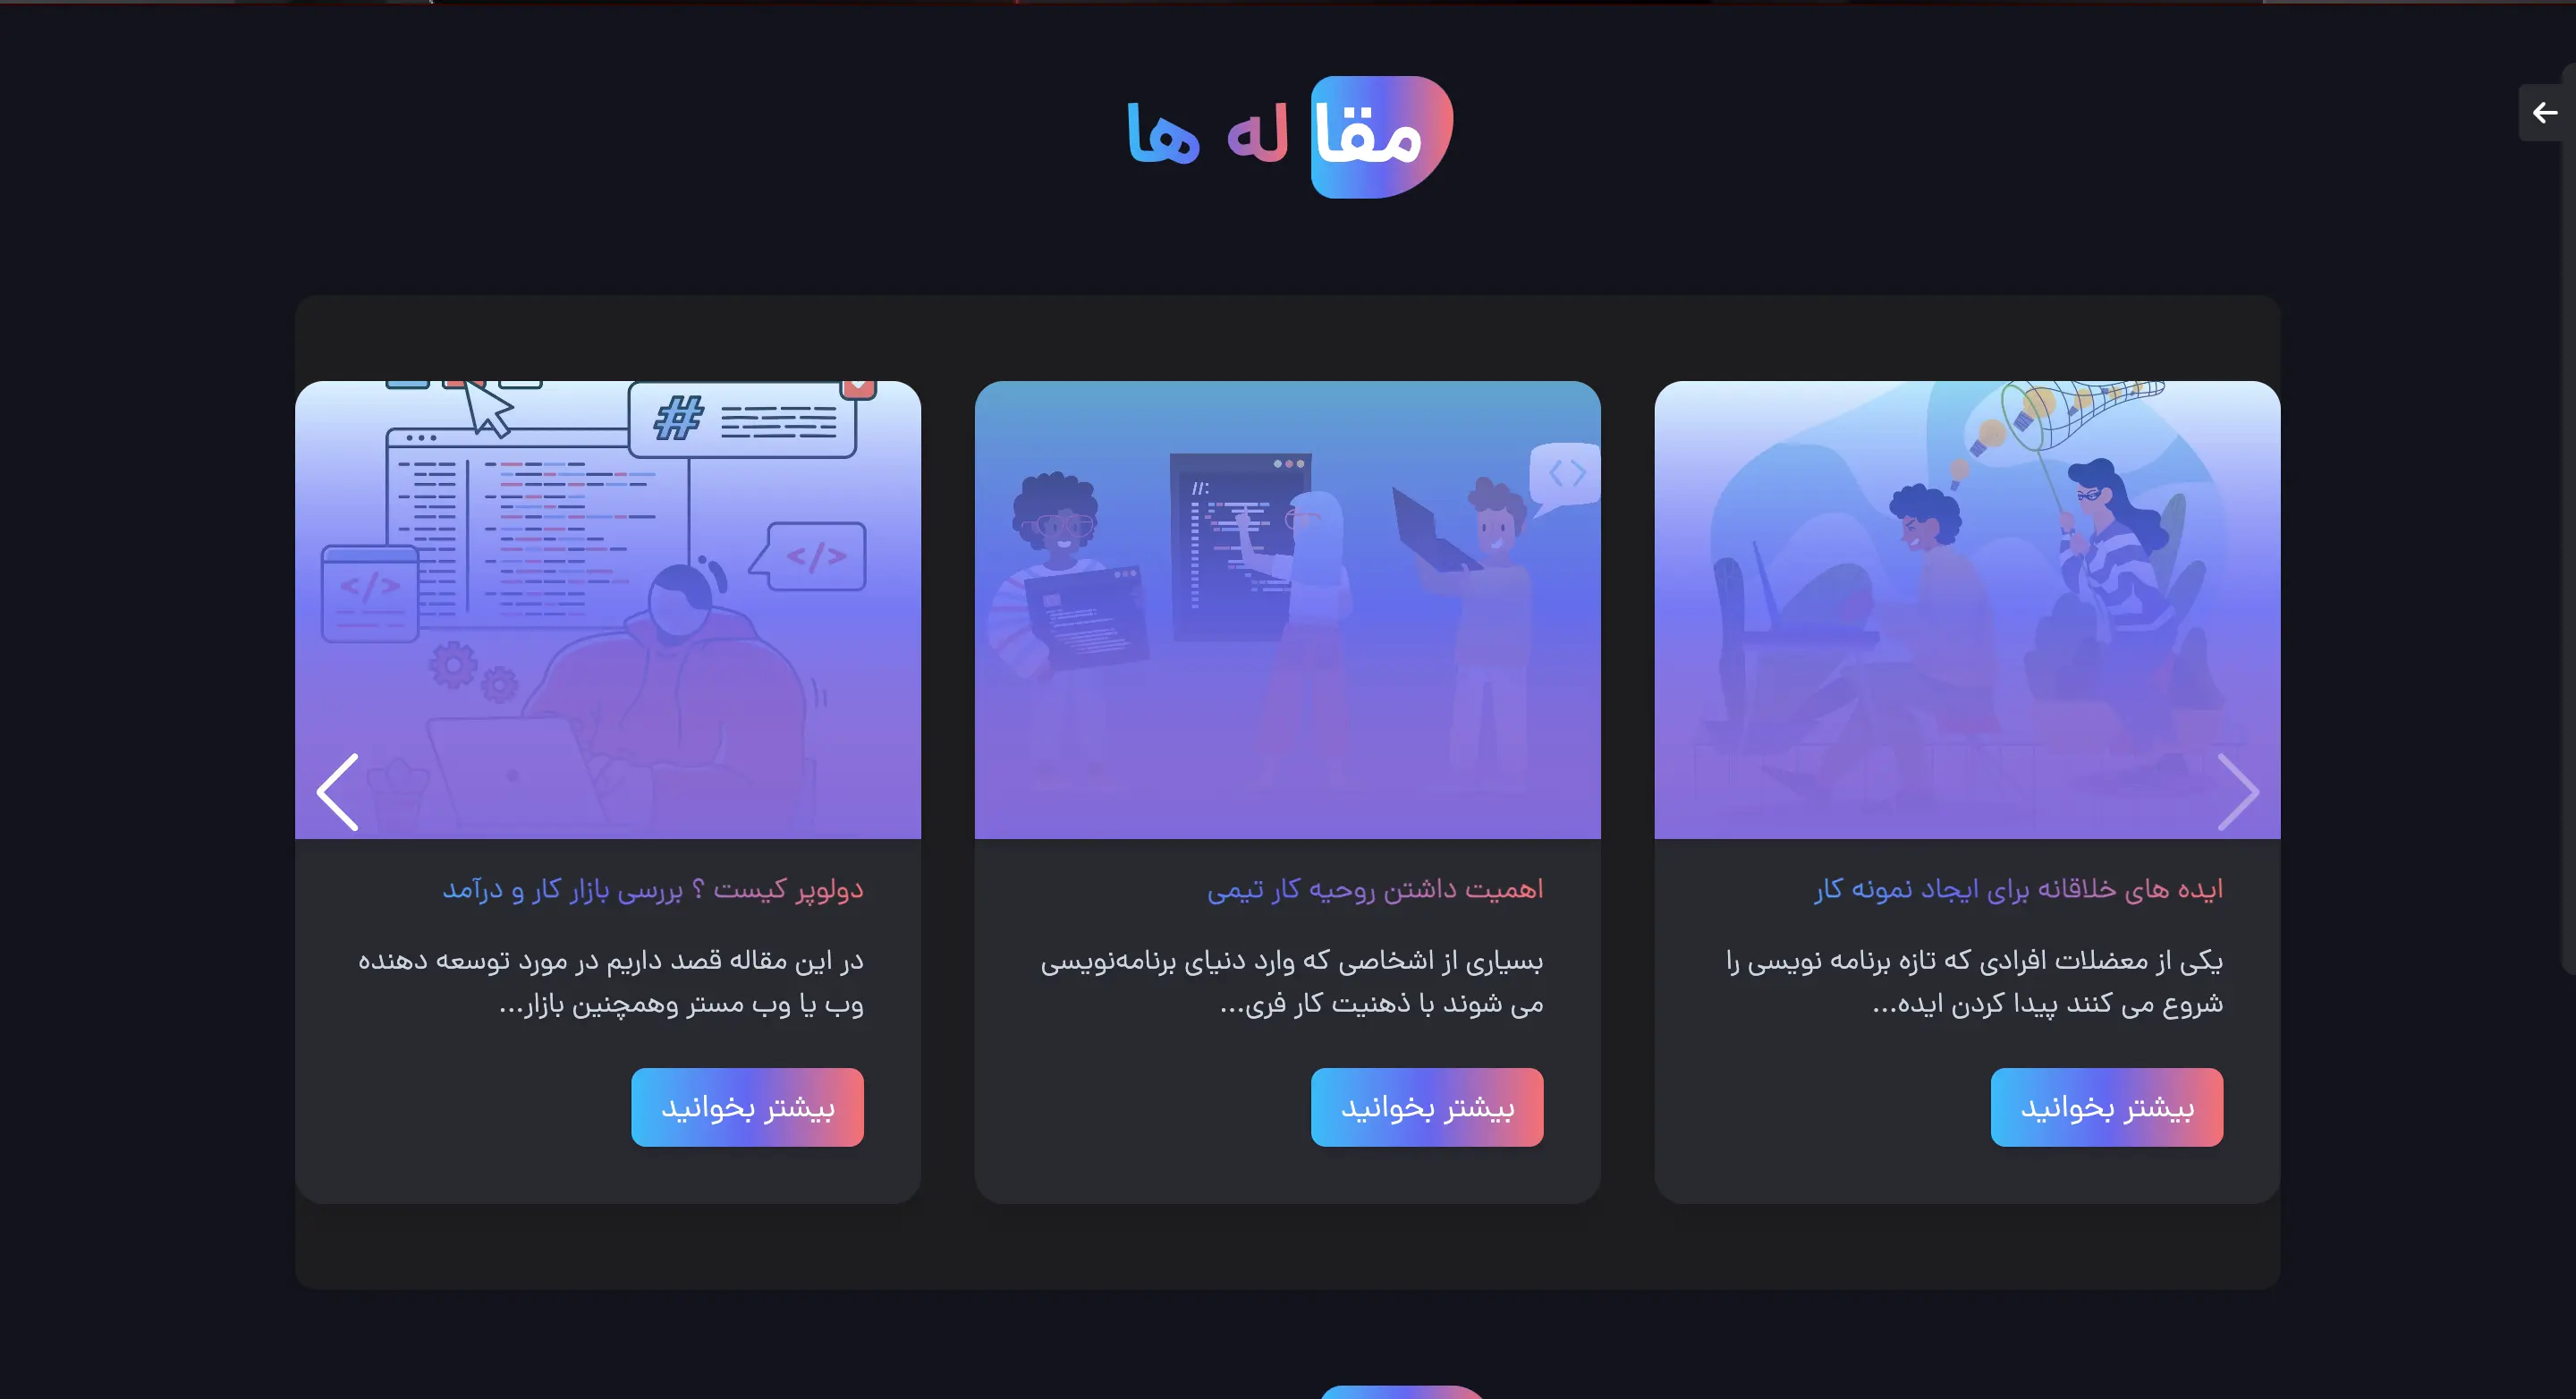 مقاله ها
ایده های خلاقانه برای ایجاد نمونه کار
یکی از معضلات افرادی که تازه برنامه نویسی را
شروع می کنند پیدا کردن ایده...
بیشتر بخوانید
//:
< >
اهمیت داشتن روحیه کار تیمی
بسیاری از اشخاصی که وارد دنیای برنامه‌نویسی
می شوند با ذهنیت کار فری...
بیشتر بخوانید
#
</>
</>
دولوپر کیست ؟ بررسی بازار کار و درآمد
در این مقاله قصد داریم در مورد توسعه دهنده
وب یا وب مستر وهمچنین بازار...
بیشتر بخوانید